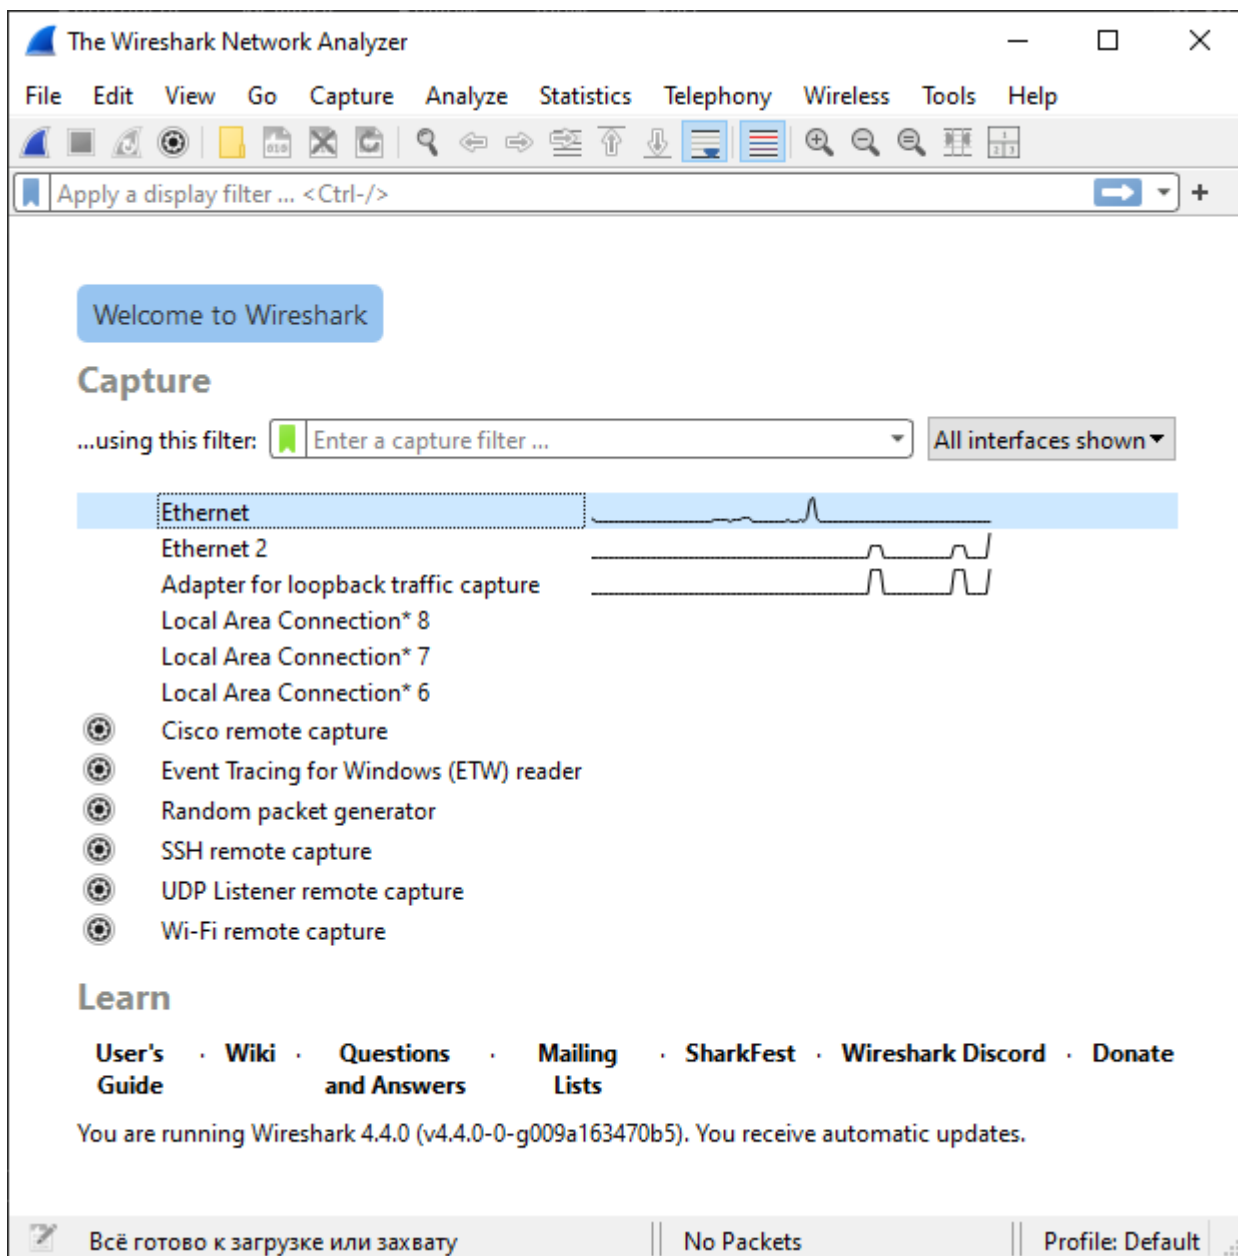 The Wireshark Network Analyzer
File Edit View Go Capture Analyze Statistics Telephony Wireless Tools Help
Apply a display filter ... <Ctrl-/>
Welcome to Wireshark
Capture
...using this filter: Enter a capture filter ... All interfaces shown
Ethernet
Ethernet 2
Adapter for loopback traffic capture
Local Area Connection* 8
Local Area Connection* 7
Local Area Connection* 6
Cisco remote capture
Event Tracing for Windows (ETW) reader
Random packet generator
SSH remote capture
UDP Listener remote capture
Wi-Fi remote capture
Learn
User's · Wiki · Questions · Mailing · SharkFest · Wireshark Discord · Donate
Guide and Answers Lists
You are running Wireshark 4.4.0 (v4.4.0-0-g009a163470b5). You receive automatic updates.
Всё готово к загрузке или захвату No Packets Profile: Default